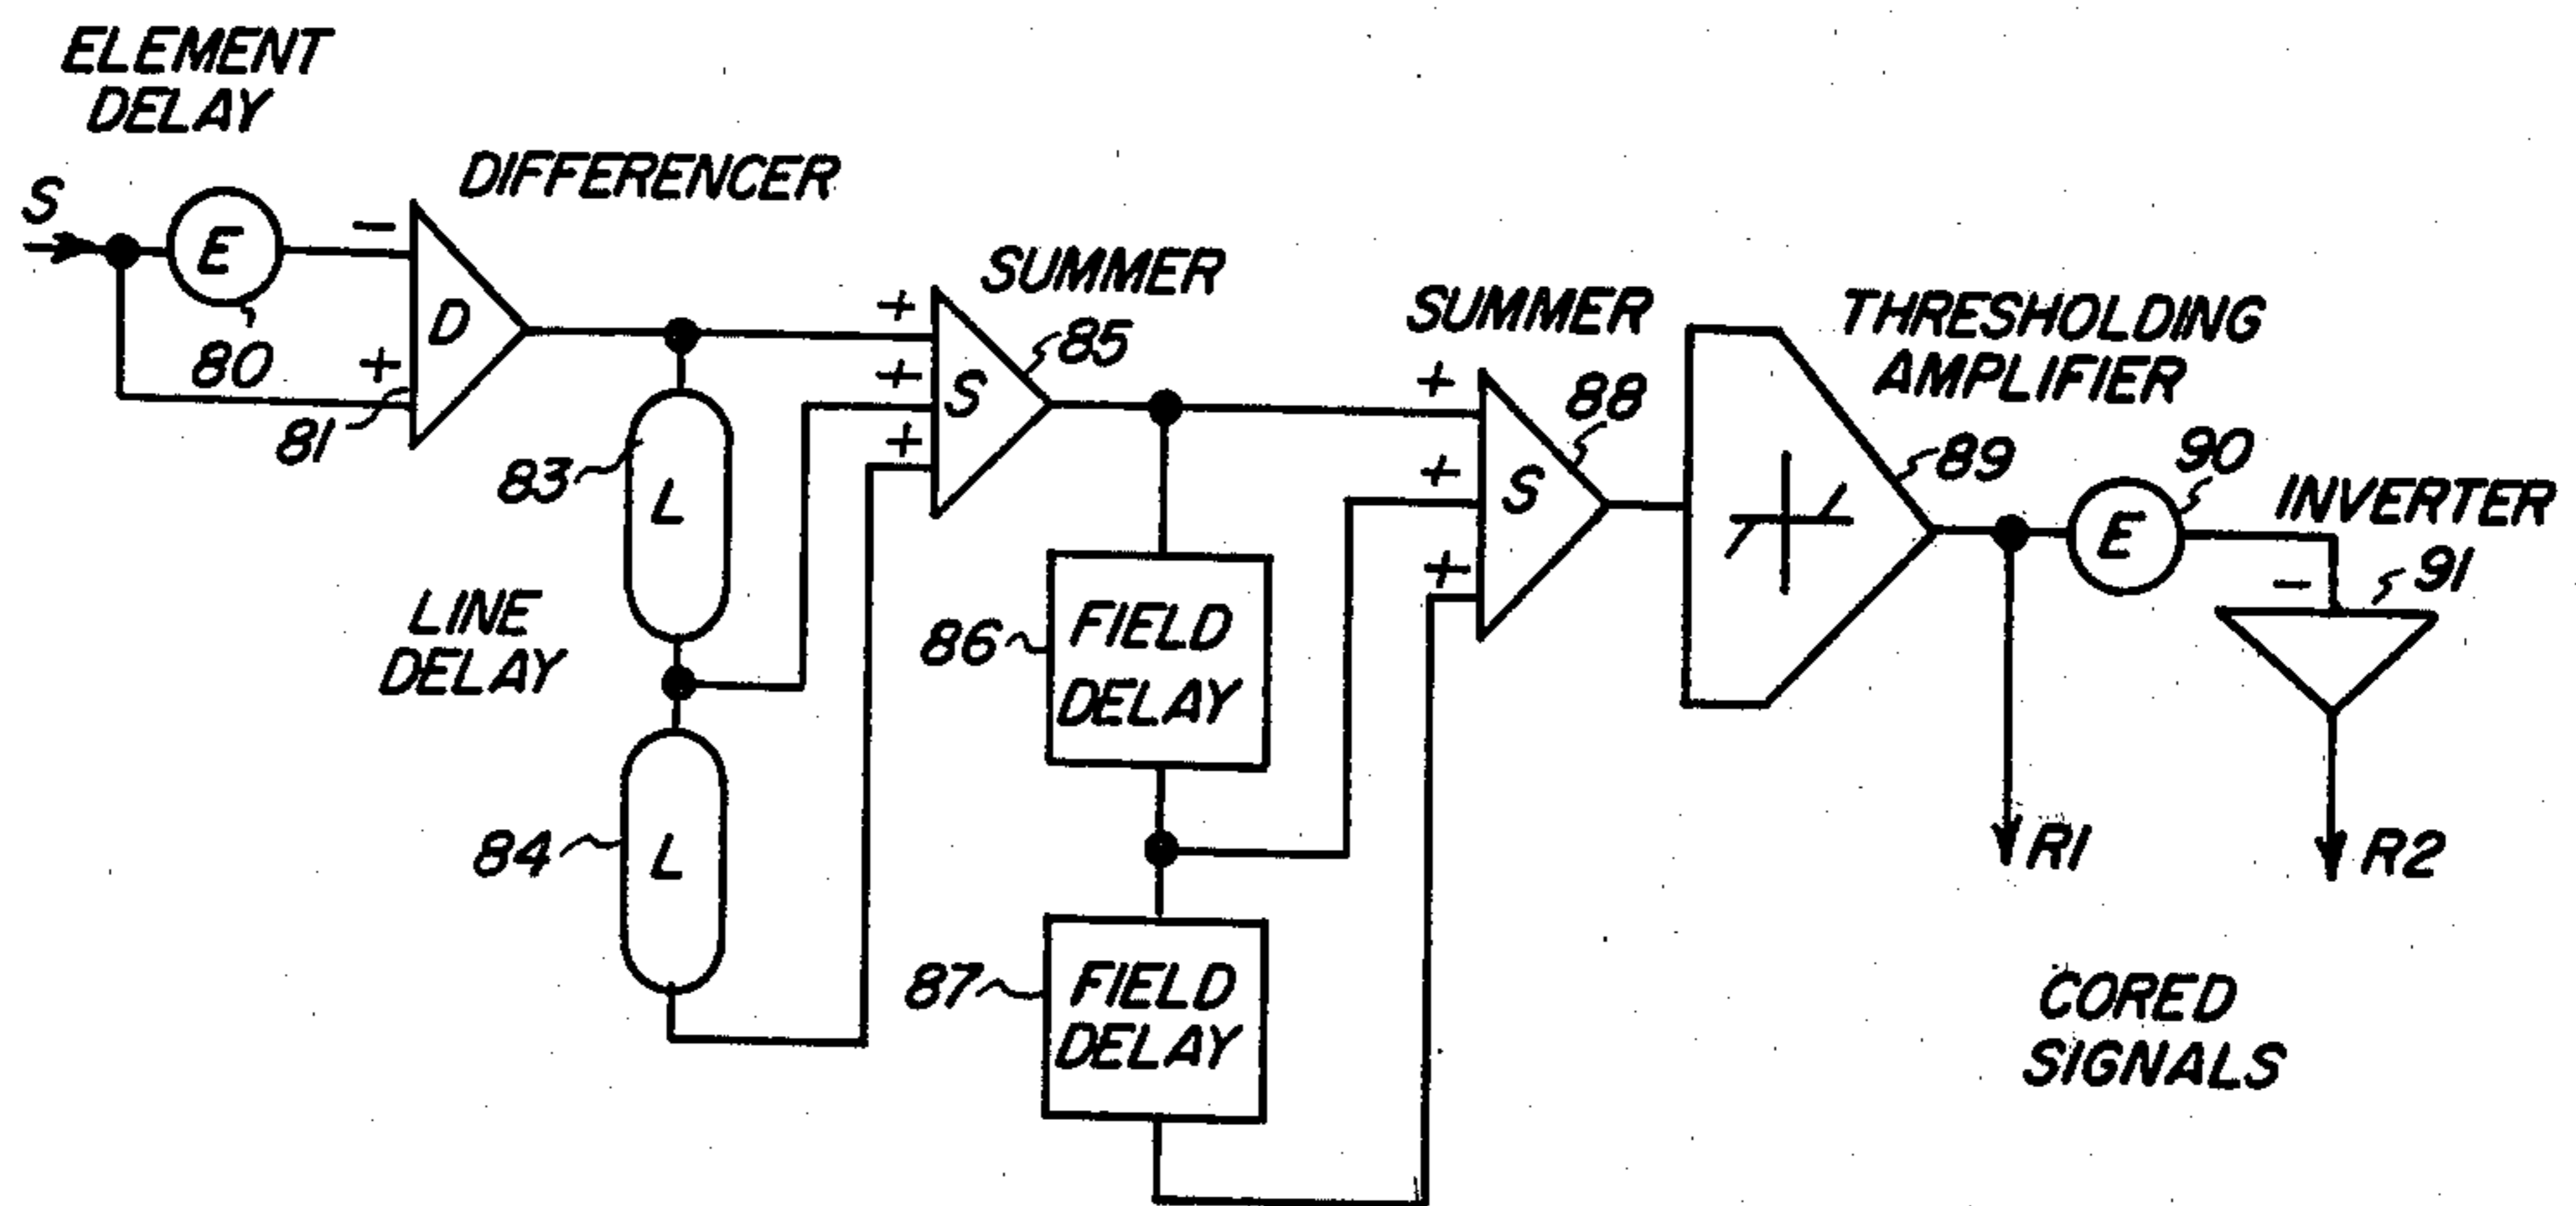 ELEMENT
DELAY
S
E
80
−
+
81
D
DIFFERENCER
83
L
LINE
DELAY
84
L
+
+
+
S
SUMMER
85
86
FIELD
DELAY
87
FIELD
DELAY
SUMMER
+
+
+
S
88
THRESHOLDING
AMPLIFIER
89
E
90
INVERTER
−
91
R1
R2
CORED
SIGNALS